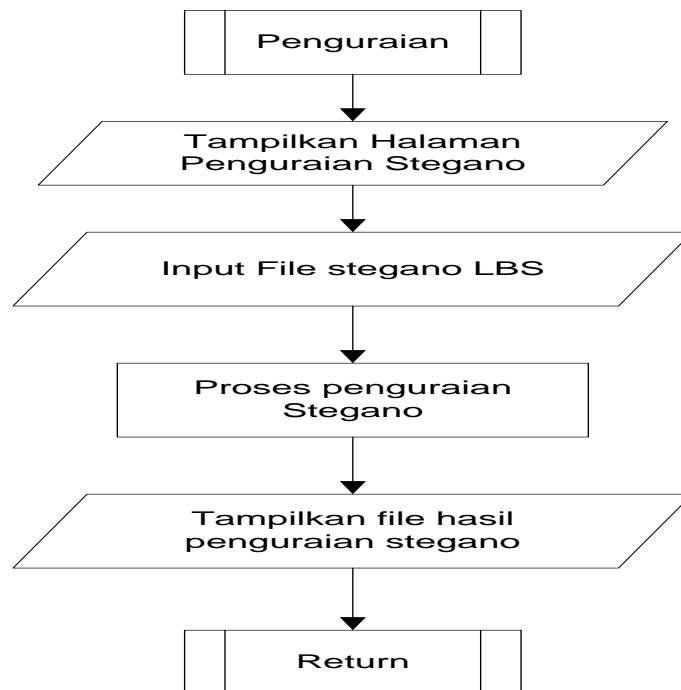 Penguraian
Tampilkan Halaman
Penguraian Stegano
Input File stegano LBS
Proses penguraian
Stegano
Tampilkan file hasil
penguraian stegano
Return